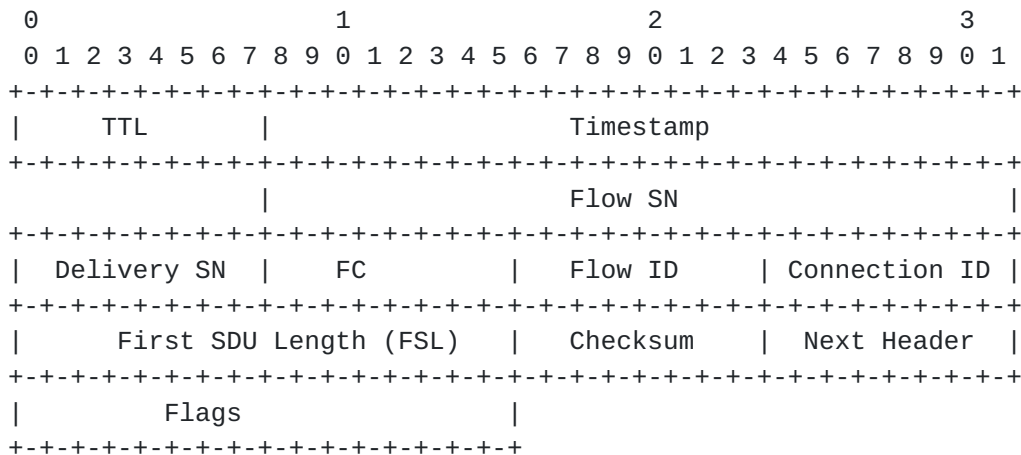 0                   1                   2                   3
 0 1 2 3 4 5 6 7 8 9 0 1 2 3 4 5 6 7 8 9 0 1 2 3 4 5 6 7 8 9 0 1
+-+-+-+-+-+-+-+-+-+-+-+-+-+-+-+-+-+-+-+-+-+-+-+-+-+-+-+-+-+-+-+-+
|     TTL       |                   Timestamp
+-+-+-+-+-+-+-+-+-+-+-+-+-+-+-+-+-+-+-+-+-+-+-+-+-+-+-+-+-+-+-+-+
                |                   Flow SN                     |
+-+-+-+-+-+-+-+-+-+-+-+-+-+-+-+-+-+-+-+-+-+-+-+-+-+-+-+-+-+-+-+-+
|  Delivery SN  |    FC         |   Flow ID     | Connection ID |
+-+-+-+-+-+-+-+-+-+-+-+-+-+-+-+-+-+-+-+-+-+-+-+-+-+-+-+-+-+-+-+-+
|      First SDU Length (FSL)   |   Checksum    |  Next Header  |
+-+-+-+-+-+-+-+-+-+-+-+-+-+-+-+-+-+-+-+-+-+-+-+-+-+-+-+-+-+-+-+-+
|         Flags                 |
+-+-+-+-+-+-+-+-+-+-+-+-+-+-+-+-+